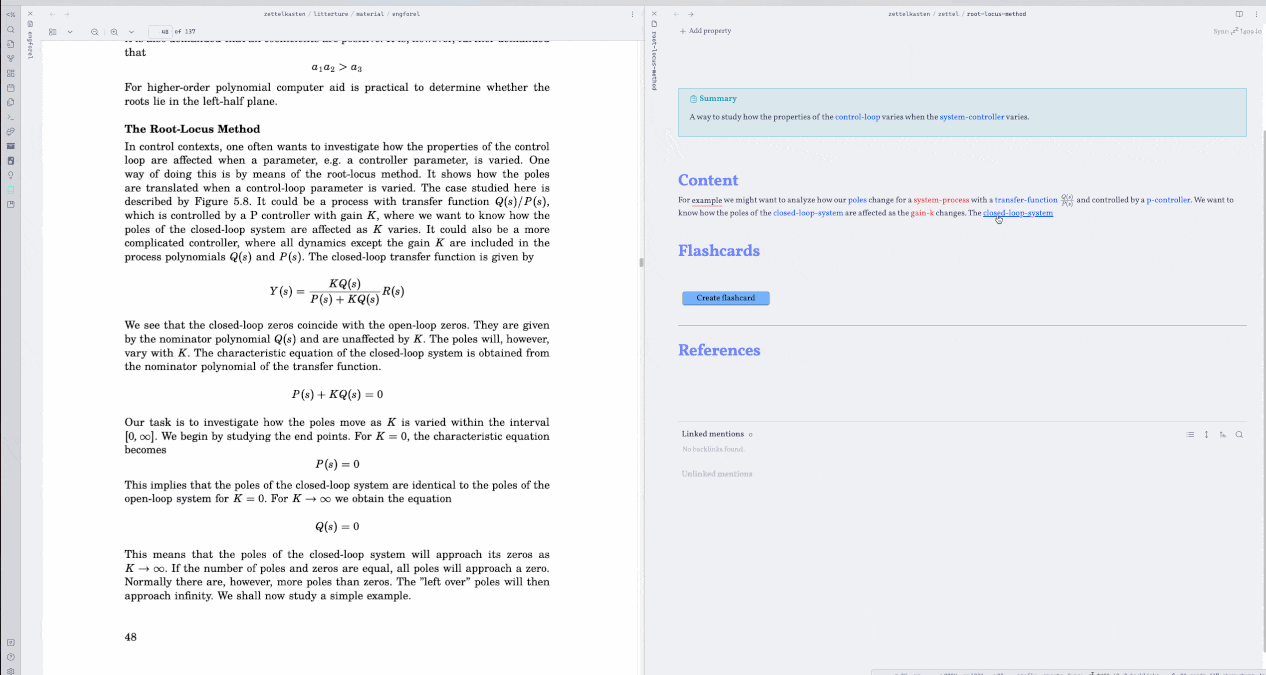 zettelkasten / litterture / material / engforel
engforel
48 of 137
that
a₁a₂ > a₃
For higher-order polynomial computer aid is practical to determine whether the
roots lie in the left-half plane.
The Root-Locus Method
In control contexts, one often wants to investigate how the properties of the control
loop are affected when a parameter, e.g. a controller parameter, is varied. One
way of doing this is by means of the root-locus method. It shows how the poles
are translated when a control-loop parameter is varied. The case studied here is
described by Figure 5.8. It could be a process with transfer function Q(s)/P(s),
which is controlled by a P controller with gain K, where we want to know how the
poles of the closed-loop system are affected as K varies. It could also be a more
complicated controller, where all dynamics except the gain K are included in the
process polynomials Q(s) and P(s). The closed-loop transfer function is given by
Y(s) = KQ(s) / P(s) + KQ(s) R(s)
We see that the closed-loop zeros coincide with the open-loop zeros. They are given
by the nominator polynomial Q(s) and are unaffected by K. The poles will, however,
vary with K. The characteristic equation of the closed-loop system is obtained from
the nominator polynomial of the transfer function.
P(s) + KQ(s) = 0
Our task is to investigate how the poles move as K is varied within the interval
[0, ∞]. We begin by studying the end points. For K = 0, the characteristic equation
becomes
P(s) = 0
This implies that the poles of the closed-loop system are identical to the poles of the
open-loop system for K = 0. For K → ∞ we obtain the equation
Q(s) = 0
This means that the poles of the closed-loop system will approach its zeros as
K → ∞. If the number of poles and zeros are equal, all poles will approach a zero.
Normally there are, however, more poles than zeros. The "left over" poles will then
approach infinity. We shall now study a simple example.
48
zettelkasten / zettel / root-locus-method
root-locus-method
+ Add property
Sync:
Summary
A way to study how the properties of the control-loop varies when the system-controller varies.
Content
For example we might want to analyze how our poles change for a system-process with a transfer-function Q(s)/P(s) and controlled by a p-controller. We want to
know how the poles of the closed-loop-system are affected as the gain-k changes. The closed-loop-system
Flashcards
Create flashcard
References
Linked mentions 0
No backlinks found.
Unlinked mentions